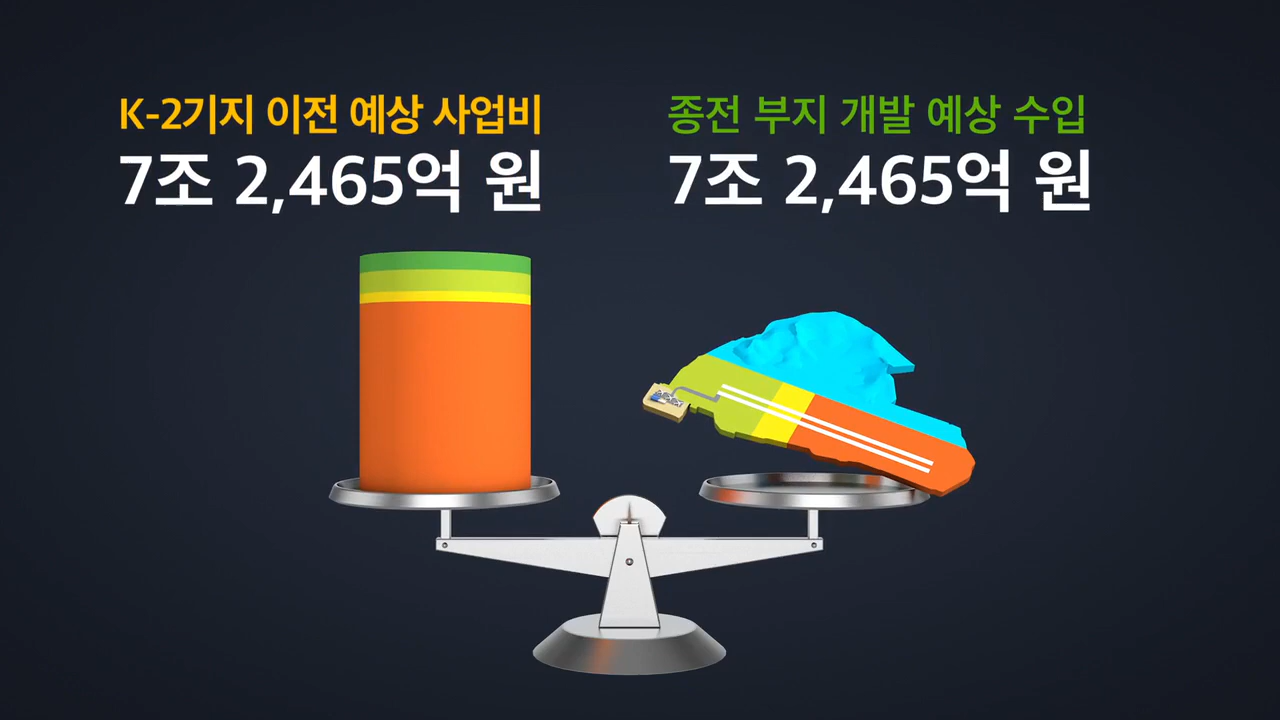 K-2기지 이전 예상 사업비
7조 2,465억 원
종전 부지 개발 예상 수입
7조 2,465억 원